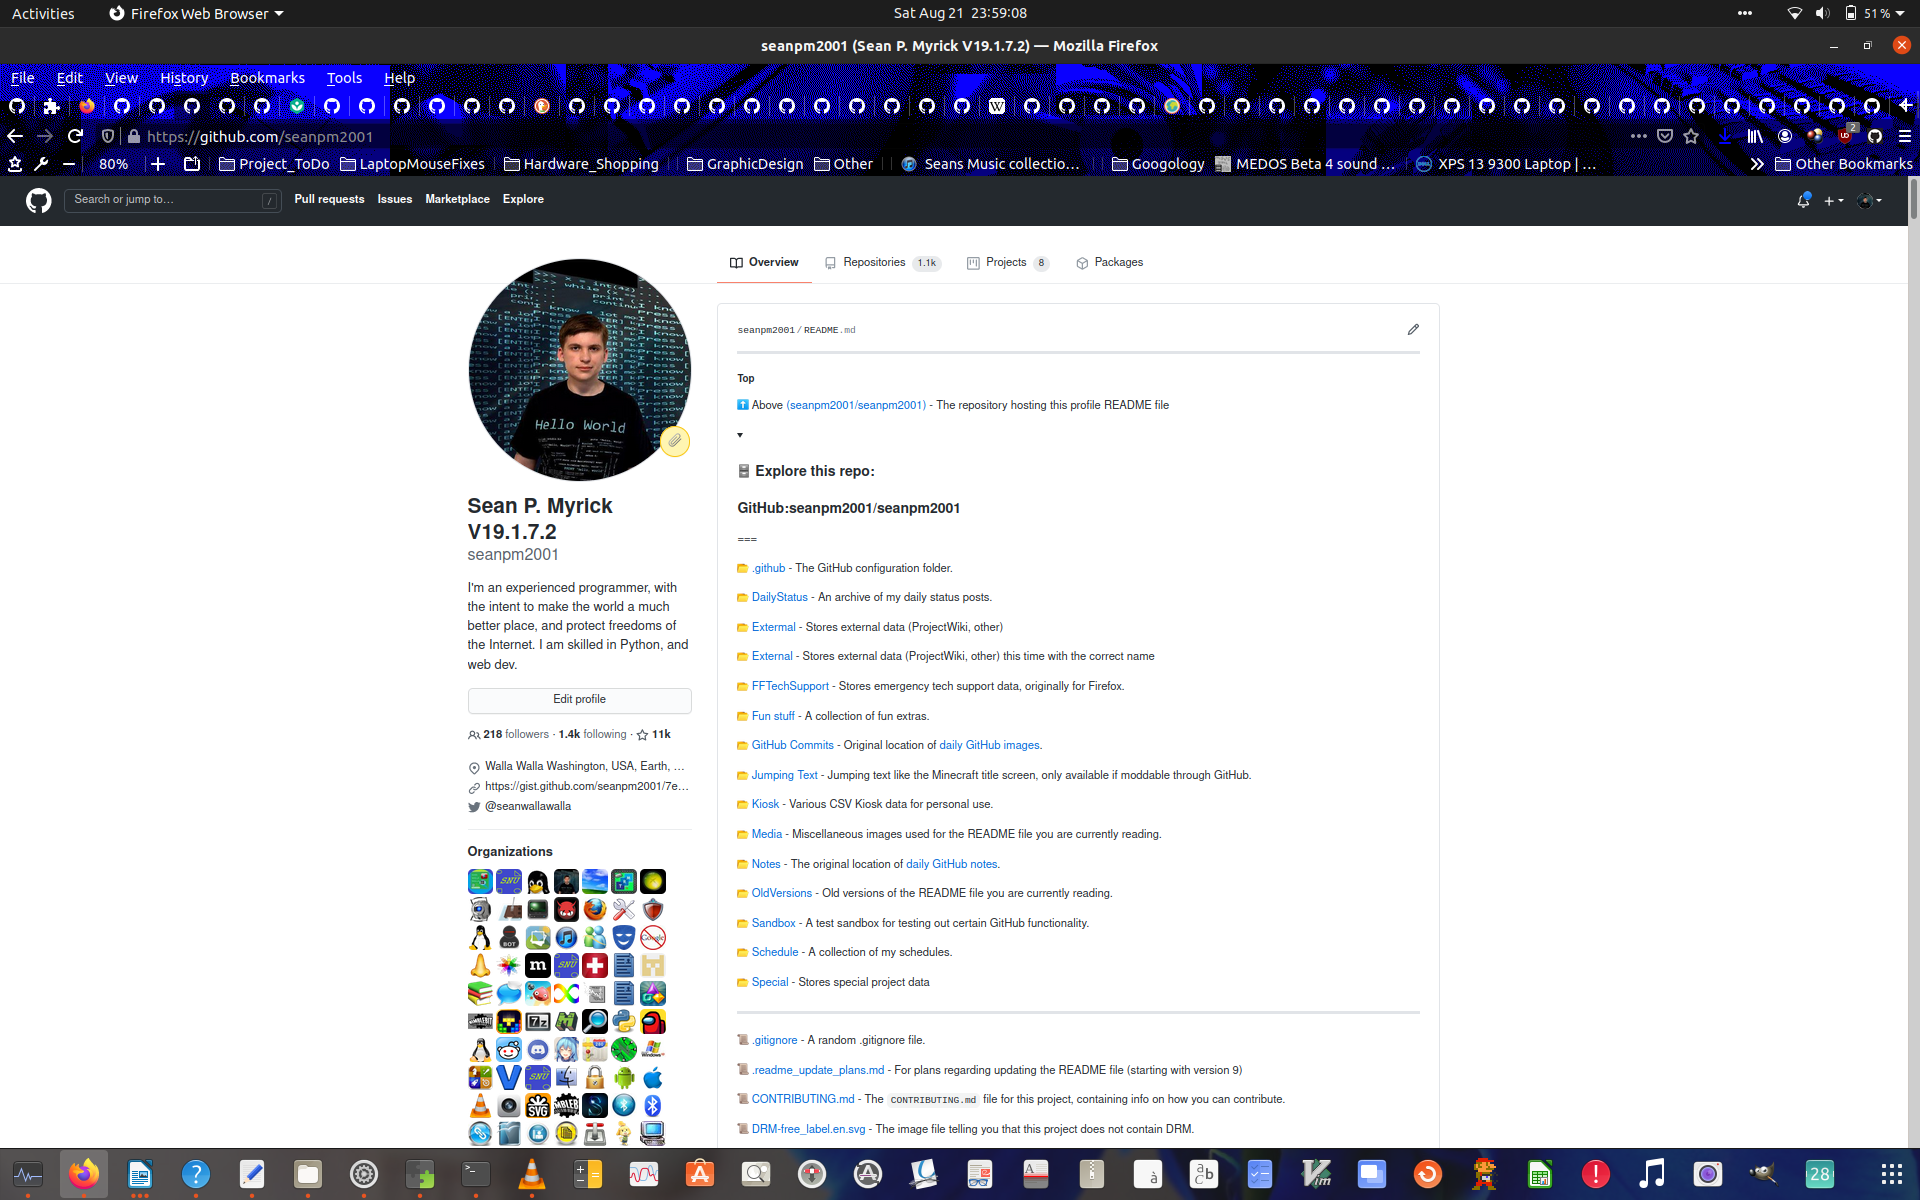 Activities
Firefox Web Browser
Sat Aug 21 23:59:08
51%
seanpm2001 (Sean P. Myrick V19.1.7.2) — Mozilla Firefox
File Edit View History Bookmarks Tools Help
https://github.com/seanpm2001
2
80%
Project_ToDo
LaptopMouseFixes
Hardware_Shopping
GraphicDesign
Other
Seans Music collectio…
Googology
MEDOS Beta 4 sound …
XPS 13 9300 Laptop | …
Other Bookmarks
Search or jump to…
/
Pull requests Issues Marketplace Explore
Overview
Repositories 1.1k
Projects 8
Packages
Hello World
Sean P. Myrick
V19.1.7.2
seanpm2001
I'm an experienced programmer, with
the intent to make the world a much
better place, and protect freedoms of
the Internet. I am skilled in Python, and
web dev.
Edit profile
218 followers · 1.4k following · 11k
Walla Walla Washington, USA, Earth, …
https://gist.github.com/seanpm2001/7e…
@seanwallawalla
Organizations
seanpm2001/README.md
Top
Above (seanpm2001/seanpm2001) - The repository hosting this profile README file
Explore this repo:
GitHub:seanpm2001/seanpm2001
===
.github - The GitHub configuration folder.
DailyStatus - An archive of my daily status posts.
Extermal - Stores external data (ProjectWiki, other)
External - Stores external data (ProjectWiki, other) this time with the correct name
FFTechSupport - Stores emergency tech support data, originally for Firefox.
Fun stuff - A collection of fun extras.
GitHub Commits - Original location of daily GitHub images.
Jumping Text - Jumping text like the Minecraft title screen, only available if moddable through GitHub.
Kiosk - Various CSV Kiosk data for personal use.
Media - Miscellaneous images used for the README file you are currently reading.
Notes - The original location of daily GitHub notes.
OldVersions - Old versions of the README file you are currently reading.
Sandbox - A test sandbox for testing out certain GitHub functionality.
Schedule - A collection of my schedules.
Special - Stores special project data
.gitignore - A random .gitignore file.
.readme_update_plans.md - For plans regarding updating the README file (starting with version 9)
CONTRIBUTING.md - The CONTRIBUTING.md file for this project, containing info on how you can contribute.
DRM-free_label.en.svg - The image file telling you that this project does not contain DRM.
28